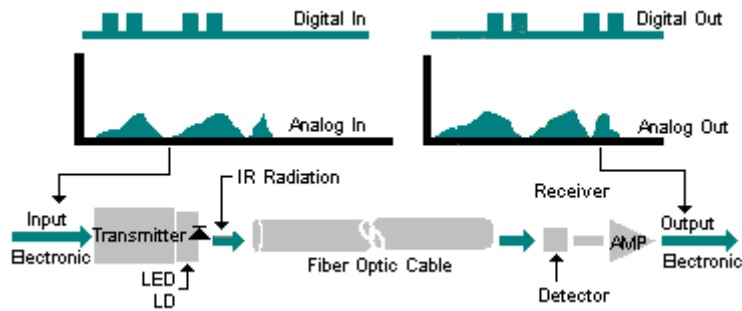 Digital In
Digital Out
Analog In
Analog Out
IR Radiation
Receiver
Input
Transmitter
AMP
Output
Electronic
Fiber Optic Cable
Electronic
LED
LD
Detector